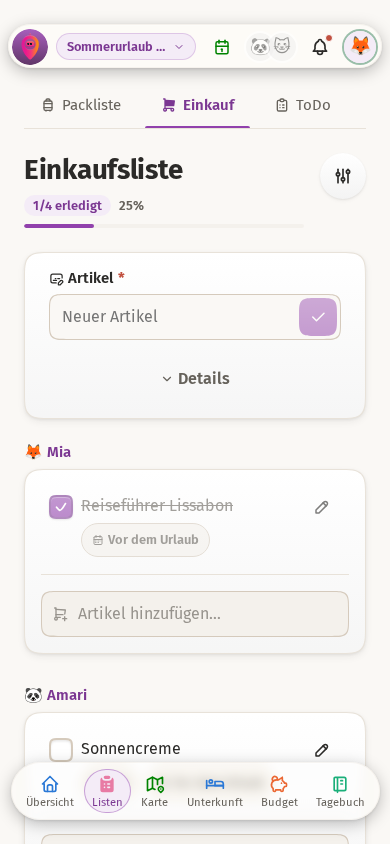 Sommerurlaub ...
Packliste
Einkauf
ToDo
Einkaufsliste
1/4 erledigt 25%
Artikel *
Neuer Artikel
Details
Mia
Reiseführer Lissabon
Vor dem Urlaub
Artikel hinzufügen...
Amari
Sonnencreme
Übersicht
Listen
Karte
Unterkunft
Budget
Tagebuch